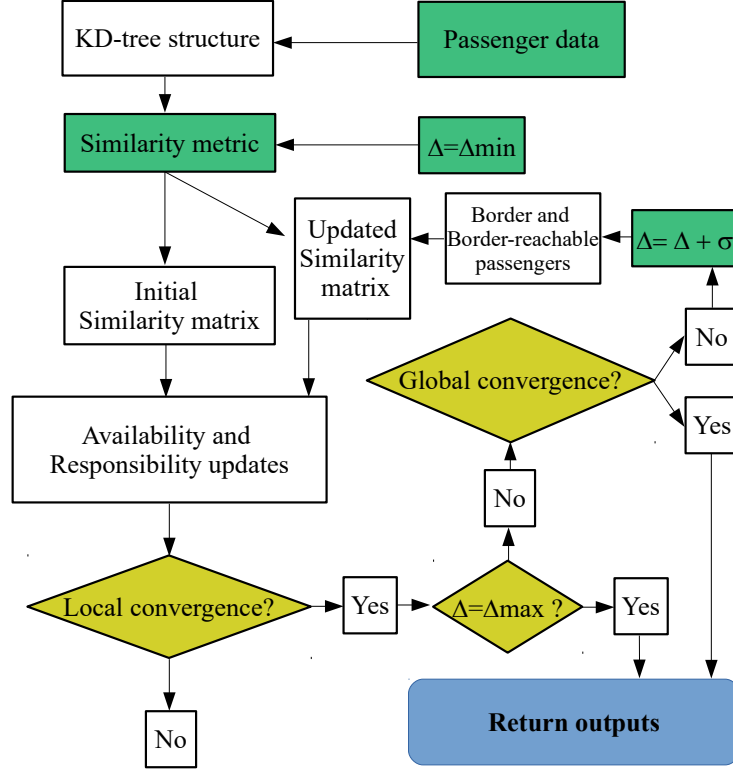 KD-tree structure
Passenger data
Similarity metric
Δ=Δmin
Updated
Similarity
matrix
Border and
Border-reachable
passengers
Δ= Δ + σ
Initial
Similarity matrix
No
Global convergence?
Yes
Availability and
Responsibility updates
No
Local convergence?
Yes
Δ=Δmax ?
Yes
No
Return outputs